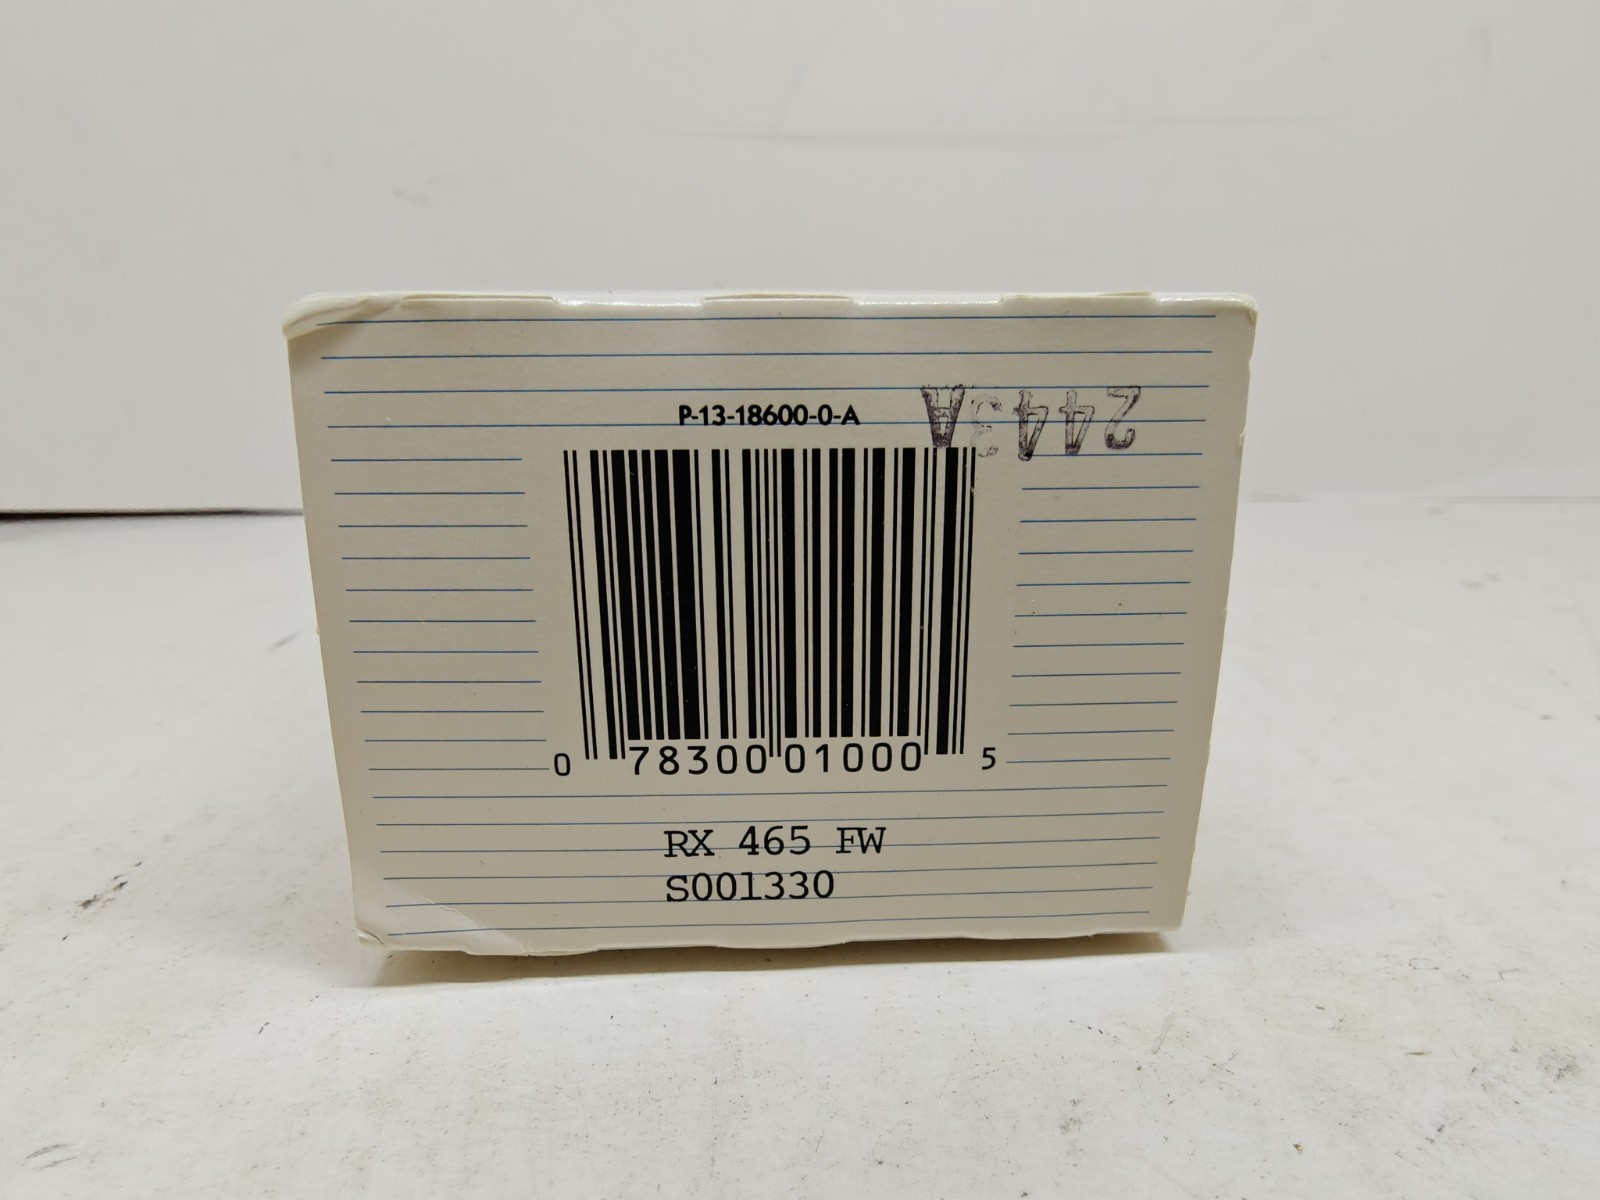 P-13-18600-0-A
2443A
0 78300 01000 5
RX 465 FW
S001330